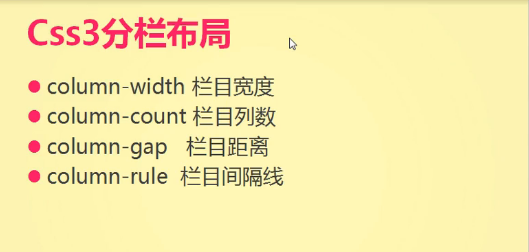 Css3分栏布局
column-width 栏目宽度
column-count 栏目列数
column-gap 栏目距离
column-rule 栏目间隔线